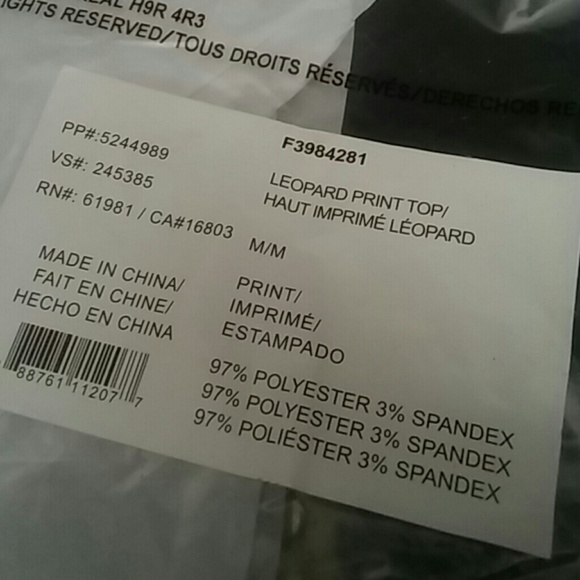 EAL H9R 4R3
IGHTS RESERVED/TOUS DROITS RÉSERVÉS/DERECHOS RE
PP#:5244989
VS#: 245385
RN#: 61981 / CA#16803
MADE IN CHINA/
FAIT EN CHINE/
HECHO EN CHINA
88761 11207 7
F3984281
LEOPARD PRINT TOP/
HAUT IMPRIMÉ LÉOPARD
M/M
PRINT/
IMPRIMÉ/
ESTAMPADO
97% POLYESTER 3% SPANDEX
97% POLYESTER 3% SPANDEX
97% POLIÉSTER 3% SPANDEX